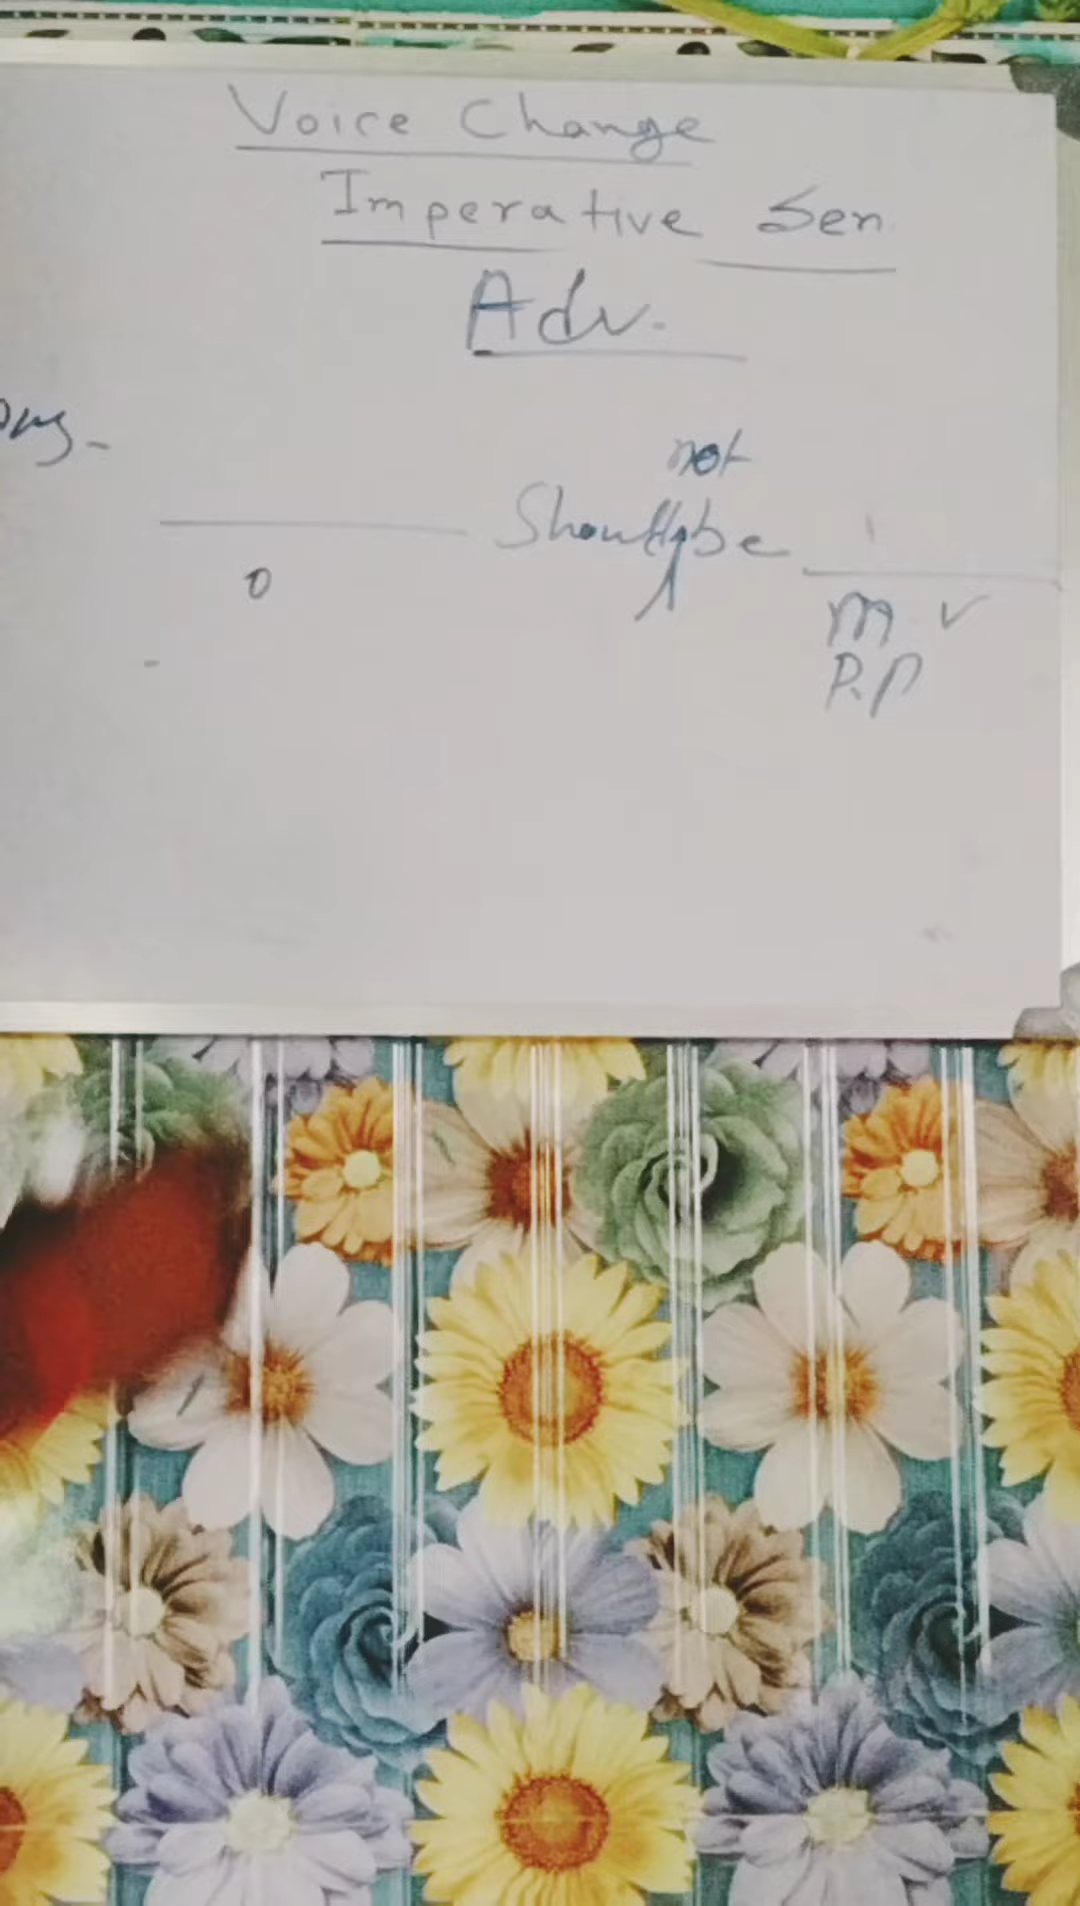 Voice Change
Imperative Sen
Adv.
not
Should be
O
M V
P.P